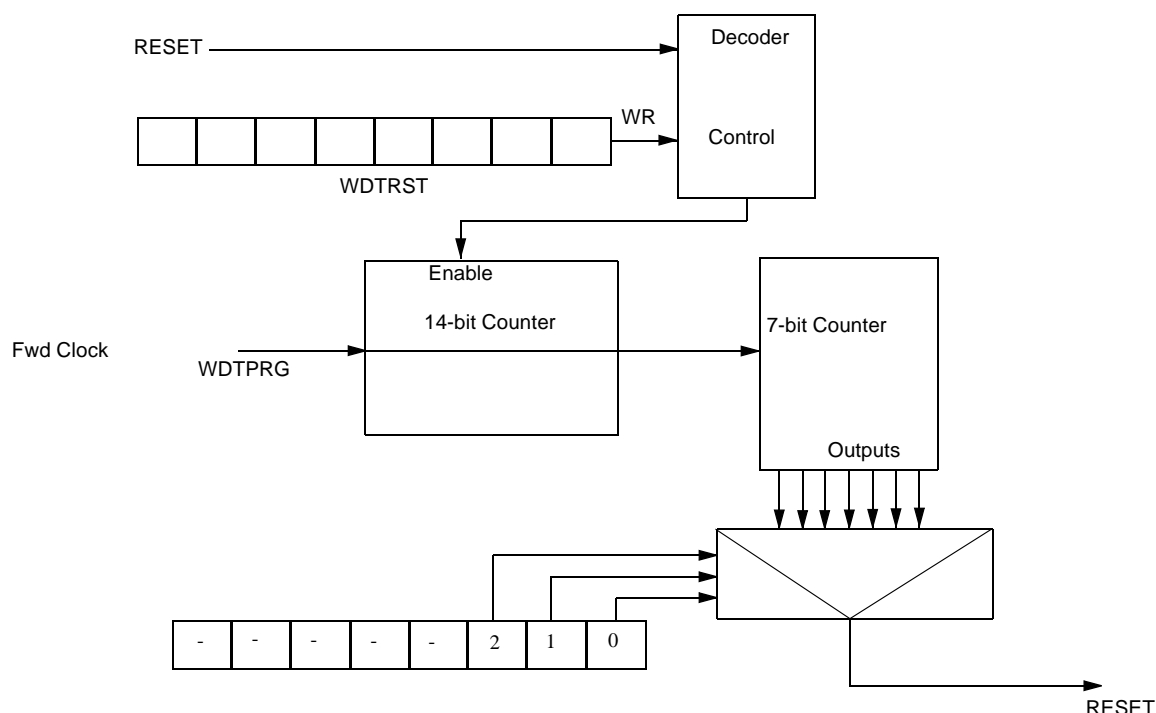 Decoder
RESET
WR
Control
WDTRST
Enable
14-bit Counter
7-bit Counter
Fwd Clock
WDTPRG
Outputs
- - - - - 2 1 0
RESET